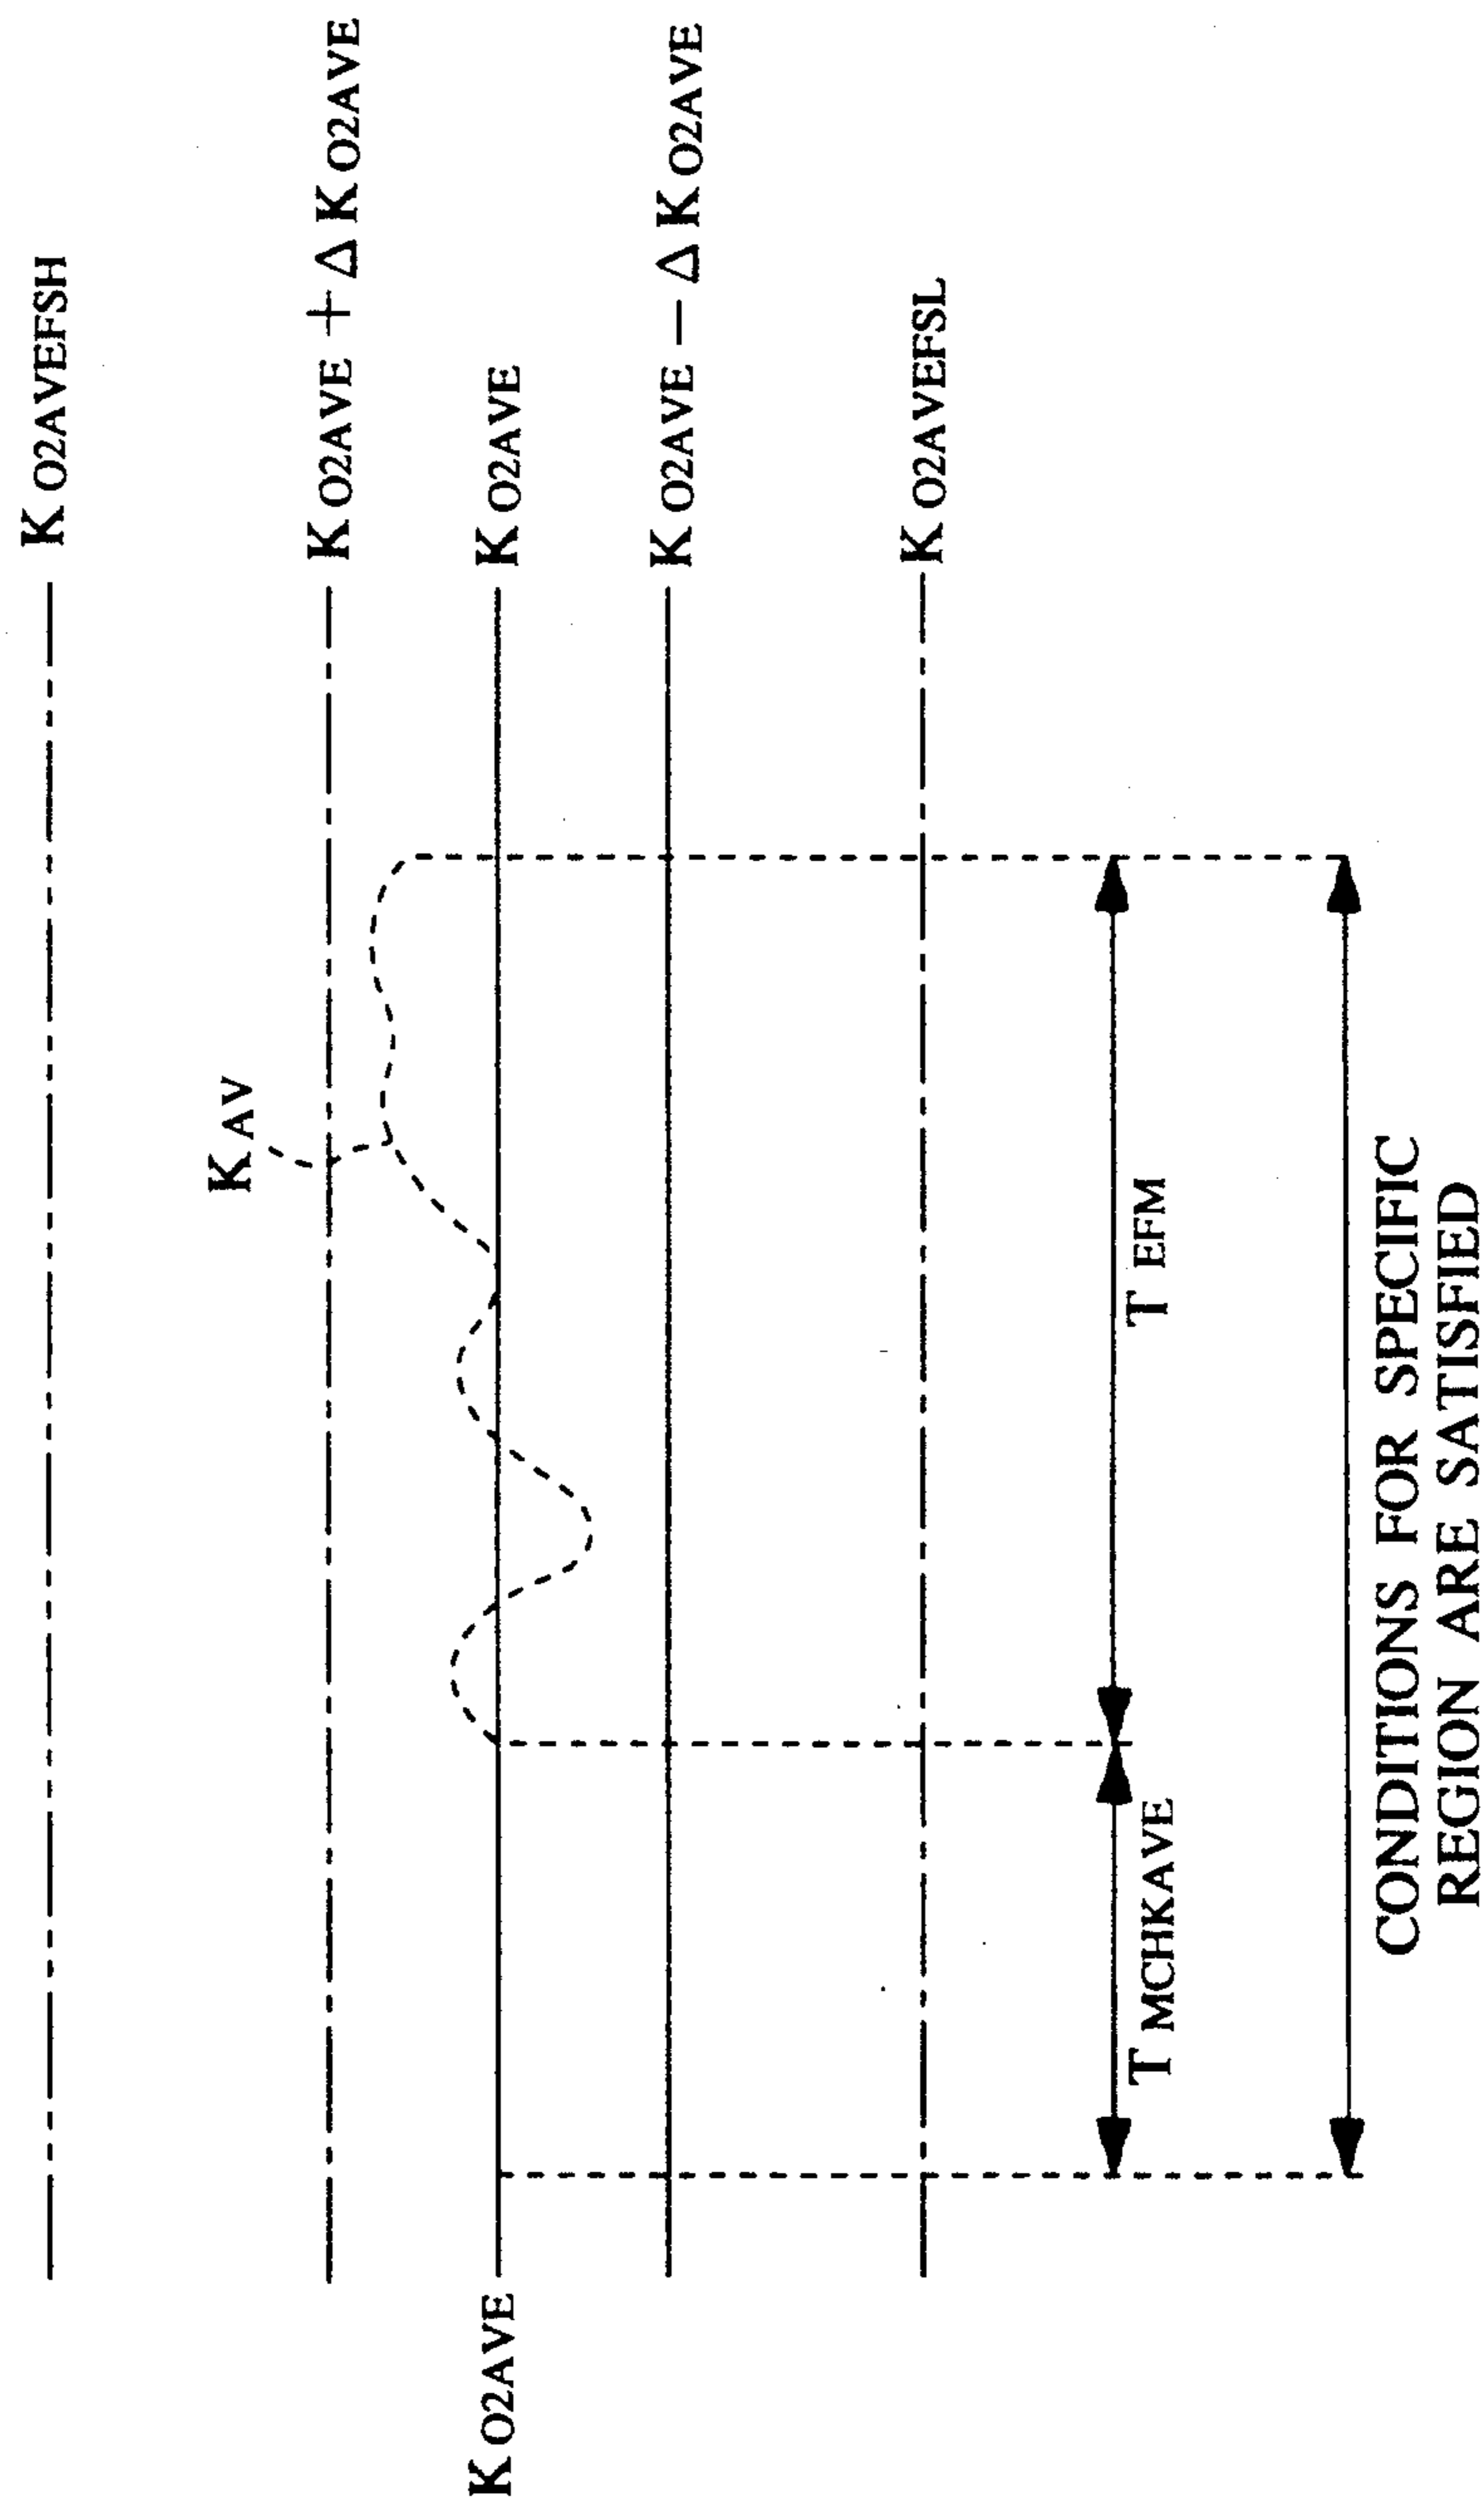 K O2AVEFSH
K AV
K O2AVE + Δ K O2AVE
K O2AVE
K O2AVE
K O2AVE − Δ K O2AVE
K O2AVEFSL
T MCHKAVE
T EFM
CONDITIONS FOR SPECIFIC
REGION ARE SATISFIED